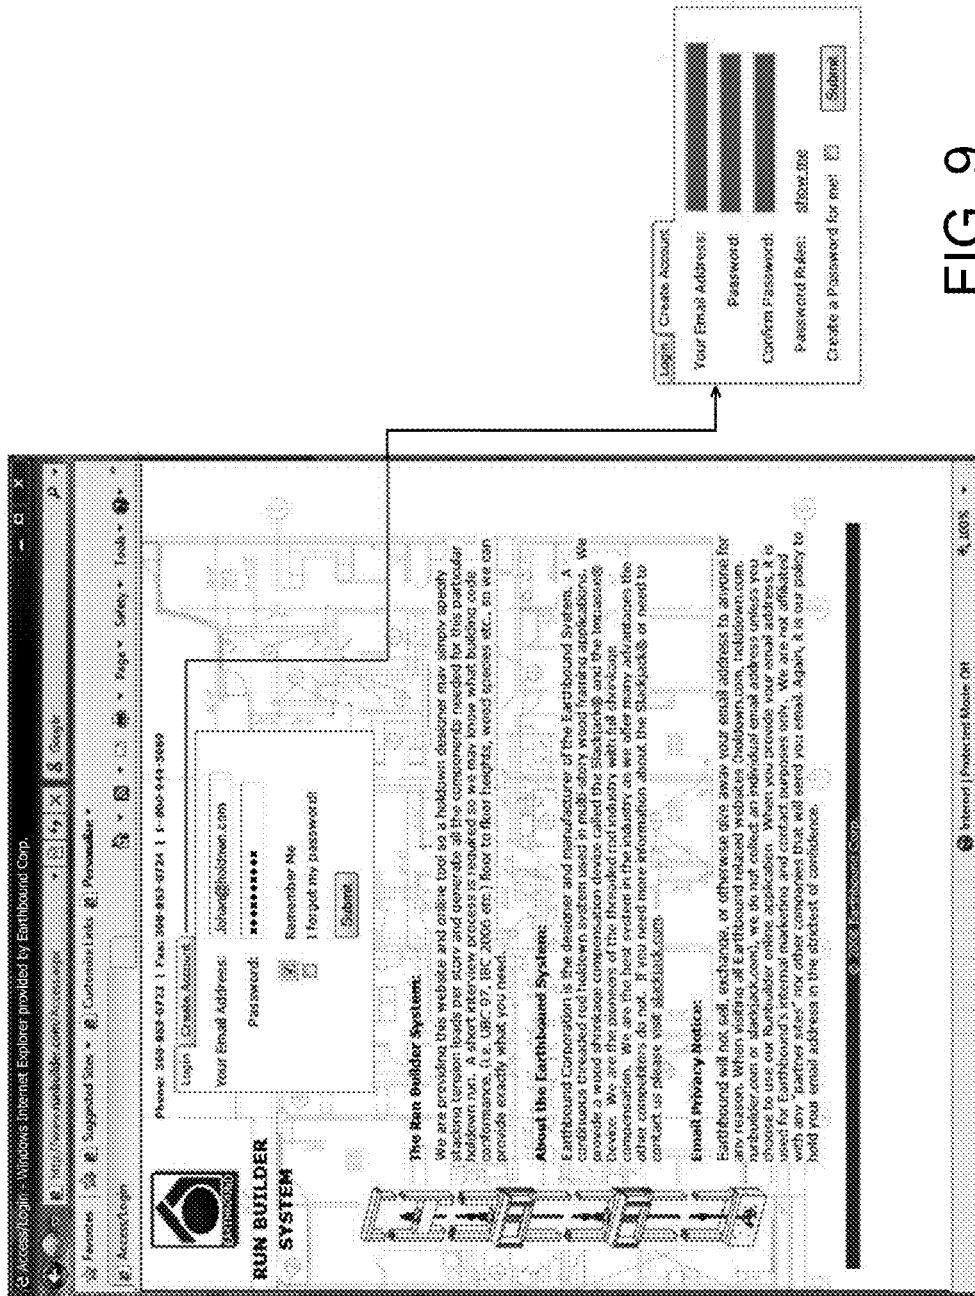 Access Login - Windows Internet Explorer provided by Earthbound Corp.
Favorites
Suggested Sites
Customize Links
Personalize
Access Login
Page
Safety
Tools
RUN BUILDER
SYSTEM
Login
Create Account
Your Email Address:
Password:
Remember Me
I forgot my password!
Submit
The Run Builder System:
We are providing this website and online tool so a holdown designer may simply specify
stacking tension loads per story and generate all the components needed for this particular
holdown run. A short interview process is required so we may know what building code
conformance, (i.e. UBC 97, IBC 2006 etc.) floor to floor heights, wood species etc., so we can
provide exactly what you need.
About the Earthbound System:
Earthbound Corporation is the designer and manufacturer of the Earthbound System. A
continuous threaded rod holdown system used in multi-story wood framing applications. We
provide a wood shrinkage compensation device called the Slackjack® and the
Device. We are the pioneers of the threaded rod industry with full shrinkage
compensation. We are the best system in the industry as we offer many advantages the
other competitors do not. If you need more information about the Slackjack® or need to
contact us please visit slackjack.com
Email Privacy Notice:
Earthbound will not sell, exchange, or otherwise give away your email address to anyone for
any reason. When visiting all Earthbound related websites (holdown.com, holddown.com,
runbuilder.com or slackjack.com), we do not collect an individual email address unless you
choose to use our Runbuilder online application. When you provide your email address, it is
used for Earthbound's internal marketing and contact purposes only. We are not affiliated
with any "partner sites" nor other companies that will send you email. Again, it is our policy to
hold your email address in the strictest of confidence.
Internet | Protected Mode: Off
100%
Login
Create Account
Your Email Address:
Password:
Confirm Password:
Password Rules: show me
Create a Password for me!
Submit
FIG. 9